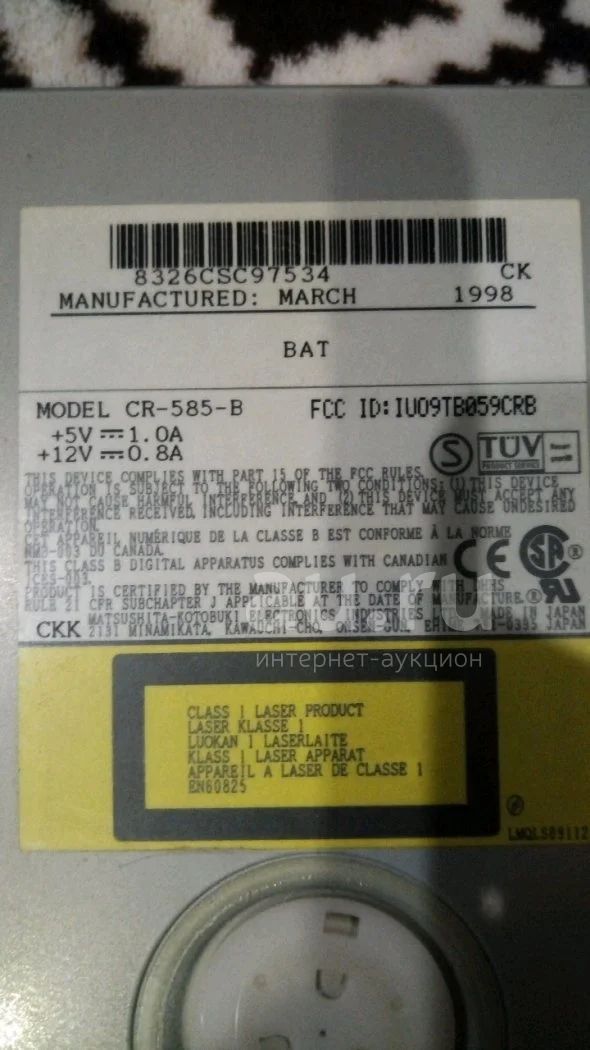 8326CSC97534 CK
MANUFACTURED: MARCH 1998
BAT
MODEL CR-585-B FCC ID: IUO9TB059CRB
+5V 1.0A
+12V 0.8A
S TÜV
PRODUCT SERVICE
THIS DEVICE COMPLIES WITH PART 15 OF THE FCC RULES.
OPERATION IS SUBJECT TO THE FOLLOWING TWO CONDITIONS: (1) THIS DEVICE
MAY NOT CAUSE HARMFUL INTERFERENCE, AND (2) THIS DEVICE MUST ACCEPT ANY
INTERFERENCE RECEIVED, INCLUDING INTERFERENCE THAT MAY CAUSE UNDESIRED
OPERATION.
CET APPAREIL NUMÉRIQUE DE LA CLASSE B EST CONFORME À LA NORME
NMB-003 DU CANADA.
THIS CLASS B DIGITAL APPARATUS COMPLIES WITH CANADIAN
ICES-003.
CE SA ®
PRODUCT IS CERTIFIED BY THE MANUFACTURER TO COMPLY WITH DHHS
RULE 21 CFR SUBCHAPTER J APPLICABLE AT THE DATE OF MANUFACTURE.
MATSUSHITA-KOTOBUKI ELECTRONICS INDUSTRIES MADE IN JAPAN
CKK 2131 MINAMIKATA, KAWAUCHI-CHO, ONSEN-GUN, JAPAN
интернет-аукцион
CLASS 1 LASER PRODUCT
LASER KLASSE 1
LUOKAN 1 LASERLAITE
KLASS 1 LASER APPARAT
APPAREIL A LASER DE CLASSE 1
EN60825